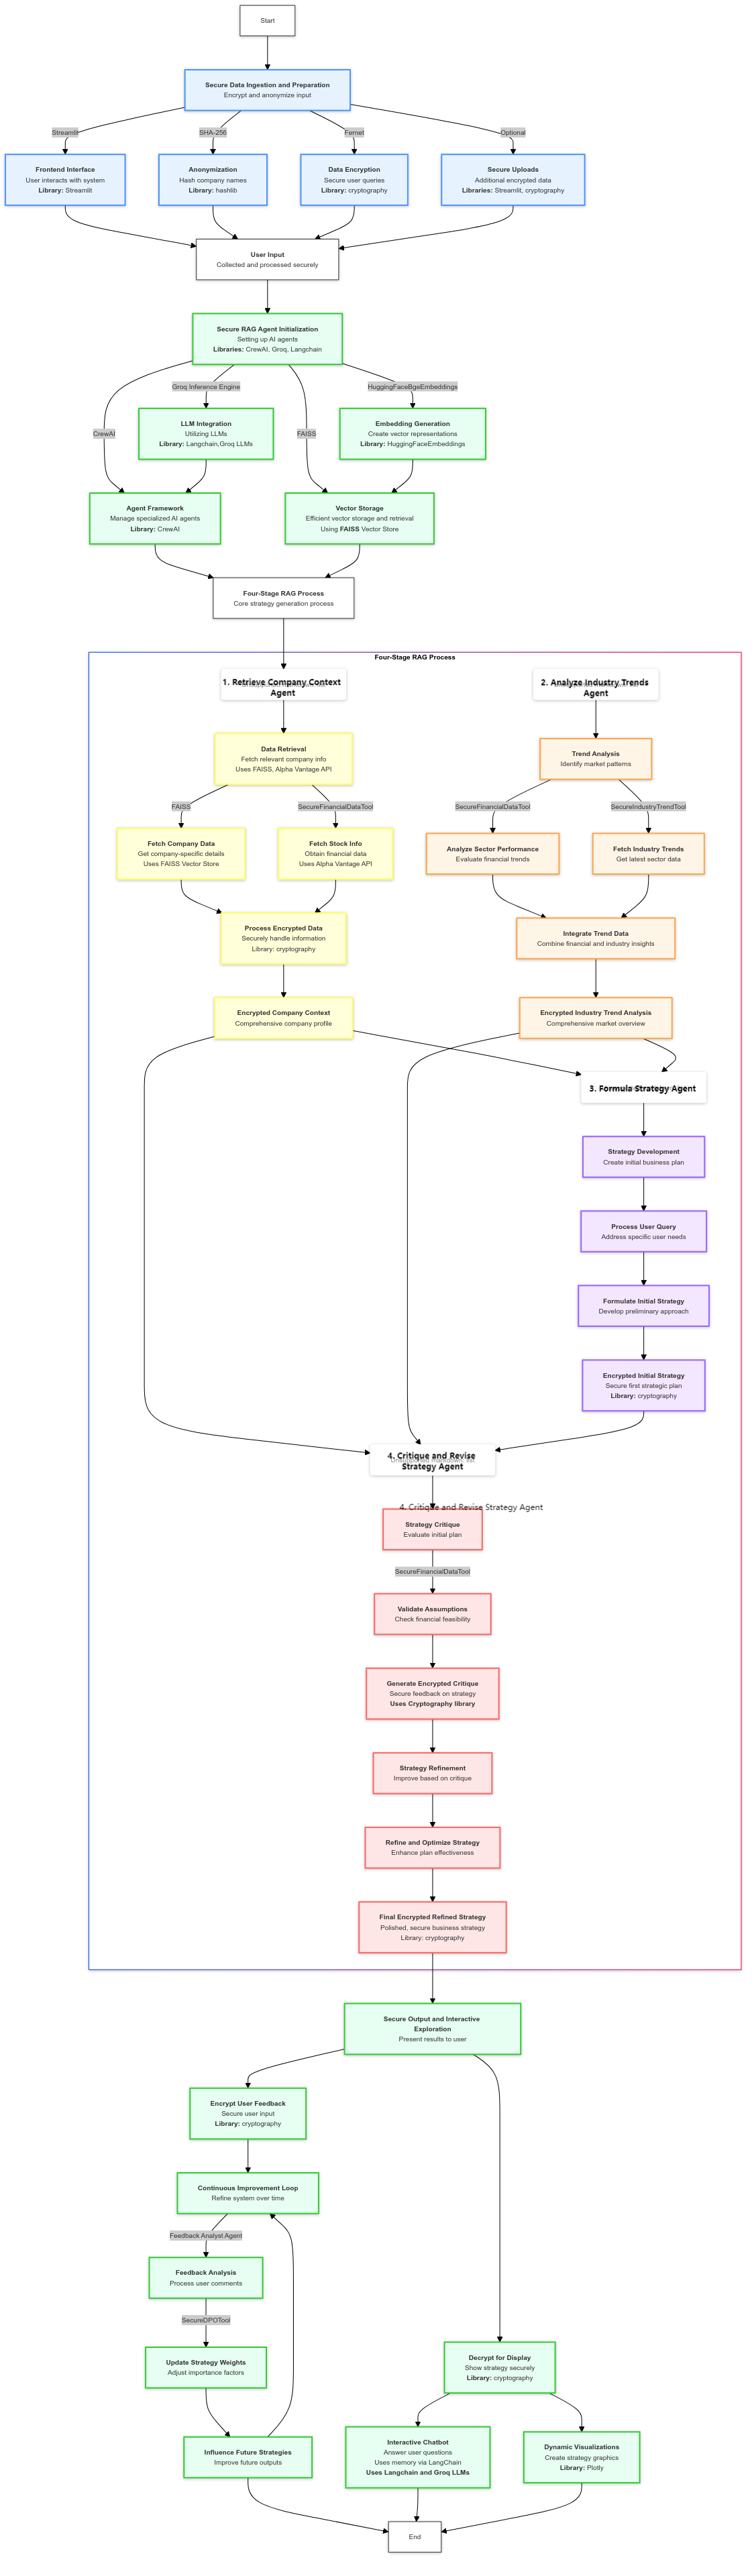 Start
Secure Data Ingestion and Preparation
Encrypt and anonymize input
Streamlit
SHA-256
Fernet
Optional
Frontend Interface
User interacts with system
Library: Streamlit
Anonymization
Hash company names
Library: hashlib
Data Encryption
Secure user queries
Library: cryptography
Secure Uploads
Additional encrypted data
Libraries: Streamlit, cryptography
User Input
Collected and processed securely
Secure RAG Agent Initialization
Setting up AI agents
Libraries: CrewAI, Groq, Langchain
Groq Inference Engine
HuggingFaceBgeEmbeddings
CrewAI
FAISS
LLM Integration
Utilizing LLMs
Library: Langchain,Groq LLMs
Embedding Generation
Create vector representations
Library: HuggingFaceEmbeddings
Agent Framework
Manage specialized AI agents
Library: CrewAI
Vector Storage
Efficient vector storage and retrieval
Using FAISS Vector Store
Four-Stage RAG Process
Core strategy generation process
Four-Stage RAG Process
1. Retrieve Company Context
Agent
2. Analyze Industry Trends
Agent
Data Retrieval
Fetch relevant company info
Uses FAISS, Alpha Vantage API
Trend Analysis
Identify market patterns
FAISS
SecureFinancialDataTool
SecureFinancialDataTool
SecureIndustryTrendTool
Fetch Company Data
Get company-specific details
Uses FAISS Vector Store
Fetch Stock Info
Obtain financial data
Uses Alpha Vantage API
Analyze Sector Performance
Evaluate financial trends
Fetch Industry Trends
Get latest sector data
Process Encrypted Data
Securely handle information
Library: cryptography
Integrate Trend Data
Combine financial and industry insights
Encrypted Company Context
Comprehensive company profile
Encrypted Industry Trend Analysis
Comprehensive market overview
3. Formula Strategy Agent
Strategy Development
Create initial business plan
Process User Query
Address specific user needs
Formulate Initial Strategy
Develop preliminary approach
Encrypted Initial Strategy
Secure first strategic plan
Library: cryptography
4. Critique and Revise
Strategy Agent
4. Critique and Revise Strategy Agent
Strategy Critique
Evaluate initial plan
SecureFinancialDataTool
Validate Assumptions
Check financial feasibility
Generate Encrypted Critique
Secure feedback on strategy
Uses Cryptography library
Strategy Refinement
Improve based on critique
Refine and Optimize Strategy
Enhance plan effectiveness
Final Encrypted Refined Strategy
Polished, secure business strategy
Library: cryptography
Secure Output and Interactive
Exploration
Present results to user
Encrypt User Feedback
Secure user input
Library: cryptography
Continuous Improvement Loop
Refine system over time
Feedback Analyst Agent
Feedback Analysis
Process user comments
SecureDPOTool
Update Strategy Weights
Adjust importance factors
Decrypt for Display
Show strategy securely
Library: cryptography
Influence Future Strategies
Improve future outputs
Interactive Chatbot
Answer user questions
Uses memory via LangChain
Uses Langchain and Groq LLMs
Dynamic Visualizations
Create strategy graphics
Library: Plotly
End